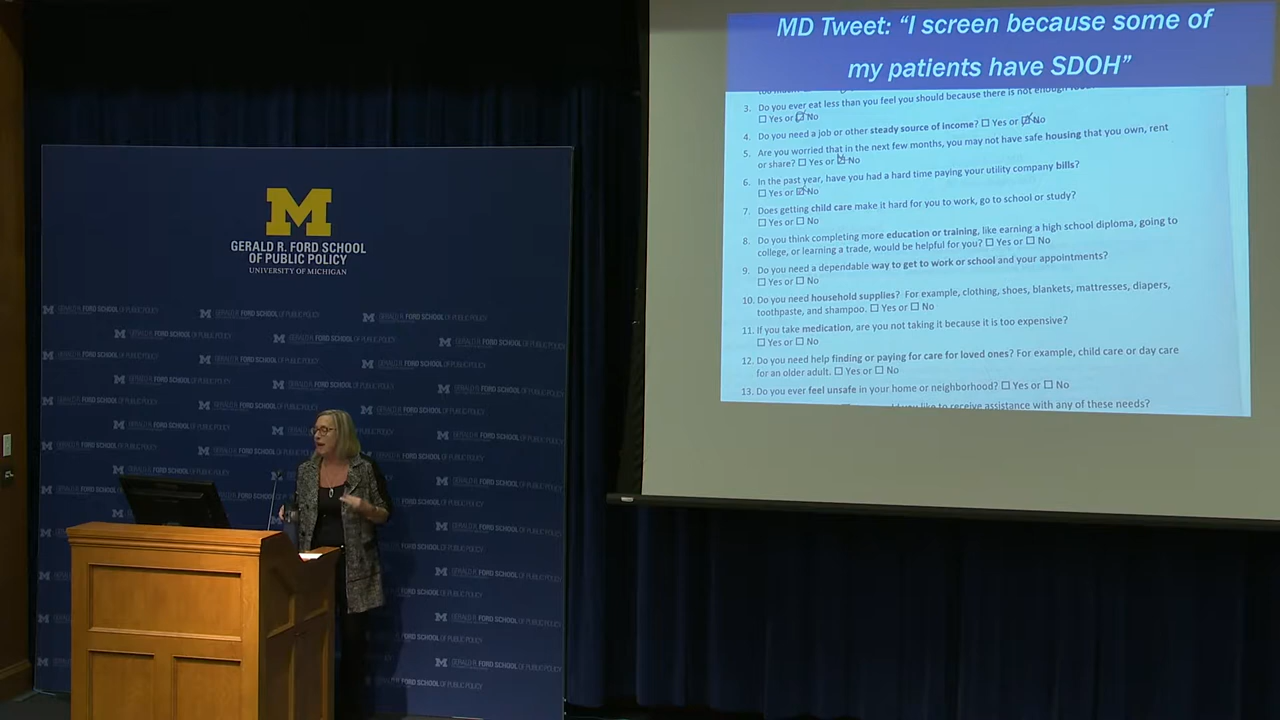 MD Tweet: “I screen because some of
my patients have SDOH”
3. Do you ever eat less than you feel you should because there is not enough
☐ Yes or ☑ No
4. Do you need a job or other steady source of income? ☐ Yes or ☑ No
5. Are you worried that in the next few months, you may not have safe housing that you own, rent
or share? ☐ Yes or ☑ No
6. In the past year, have you had a hard time paying your utility company bills?
☐ Yes or ☑ No
7. Does getting child care make it hard for you to work, go to school or study?
☐ Yes or ☐ No
8. Do you think completing more education or training, like earning a high school diploma, going to
college, or learning a trade, would be helpful for you? ☐ Yes or ☐ No
9. Do you need a dependable way to get to work or school and your appointments?
☐ Yes or ☐ No
10. Do you need household supplies? For example, clothing, shoes, blankets, mattresses, diapers,
toothpaste, and shampoo. ☐ Yes or ☐ No
11. If you take medication, are you not taking it because it is too expensive?
☐ Yes or ☐ No
12. Do you need help finding or paying for care for loved ones? For example, child care or day care
for an older adult. ☐ Yes or ☐ No
13. Do you ever feel unsafe in your home or neighborhood? ☐ Yes or ☐ No
like to receive assistance with any of these needs?
M
GERALD R. FORD SCHOOL
OF PUBLIC POLICY
UNIVERSITY OF MICHIGAN
M GERALD R. FORD SCHOOL OF PUBLIC POLICY